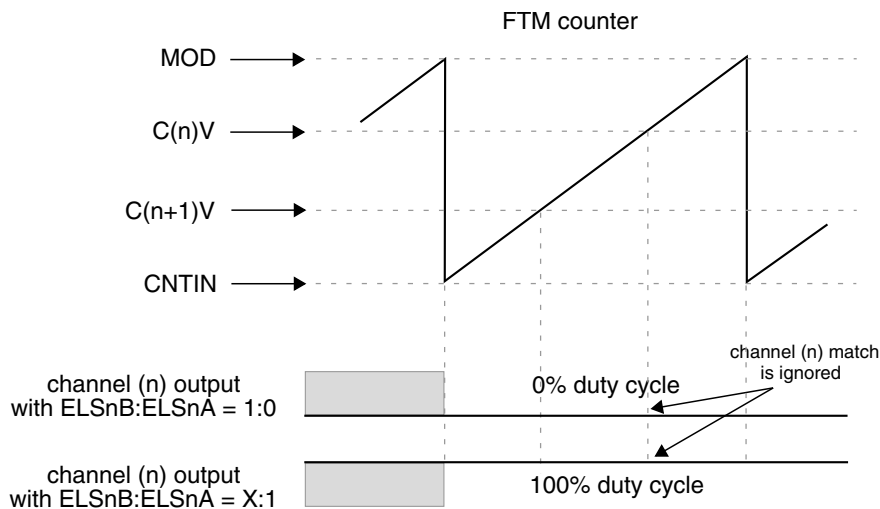 FTM counter
MOD
C(n)V
C(n+1)V
CNTIN
channel (n) match
is ignored
channel (n) output
with ELSnB:ELSnA = 1:0
0% duty cycle
channel (n) output
with ELSnB:ELSnA = X:1
100% duty cycle